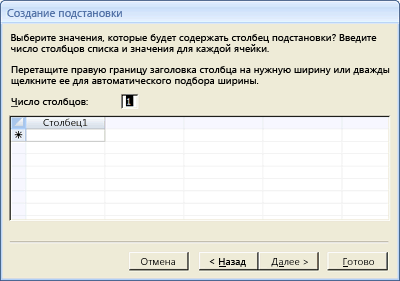 Создание подстановки
Выберите значения, которые будет содержать столбец подстановки? Введите
число столбцов списка и значения для каждой ячейки.
Перетащите правую границу заголовка столбца на нужную ширину или дважды
щелкните ее для автоматического подбора ширины.
Число столбцов: 1
Столбец1
Отмена < Назад Далее > Готово